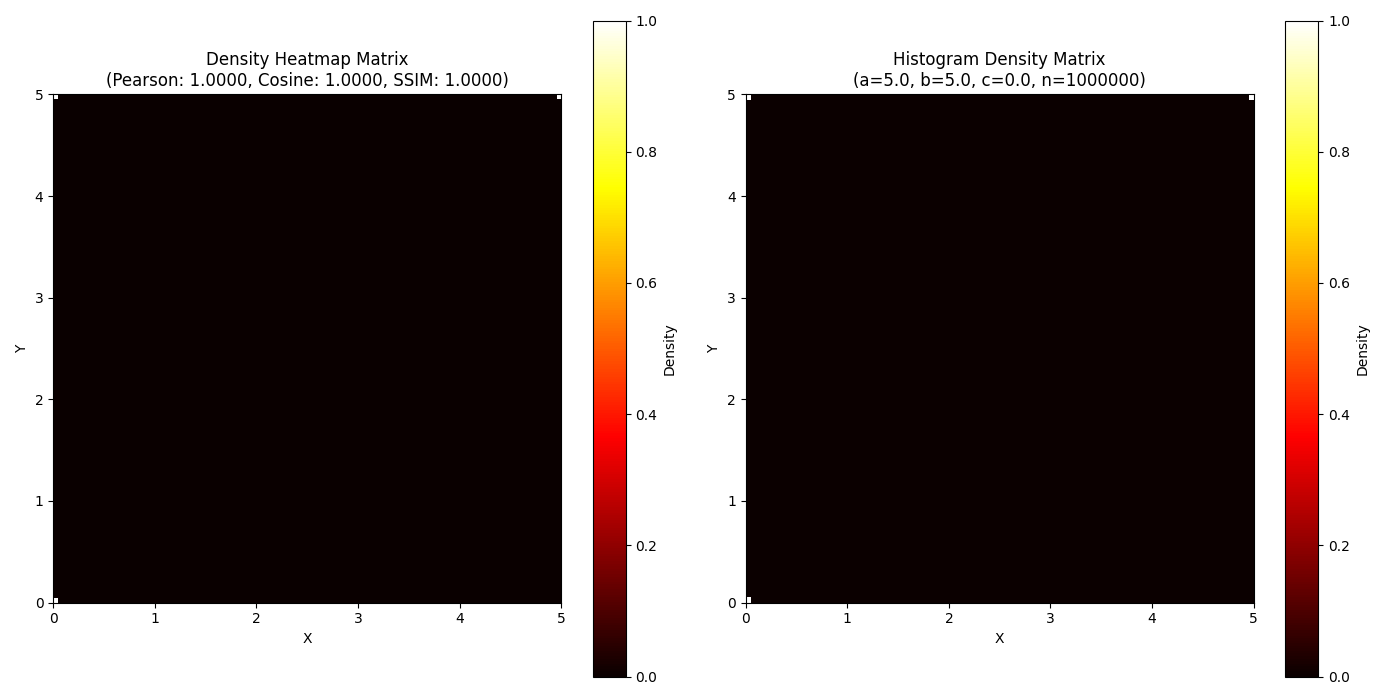 Density Heatmap Matrix
(Pearson: 1.0000, Cosine: 1.0000, SSIM: 1.0000)
5
4
3
2
1
0
Y
0 1 2 3 4 5
X
1.0
0.8
0.6
0.4
0.2
0.0
Density
Histogram Density Matrix
(a=5.0, b=5.0, c=0.0, n=1000000)
5
4
3
2
1
0
Y
0 1 2 3 4 5
X
1.0
0.8
0.6
0.4
0.2
0.0
Density